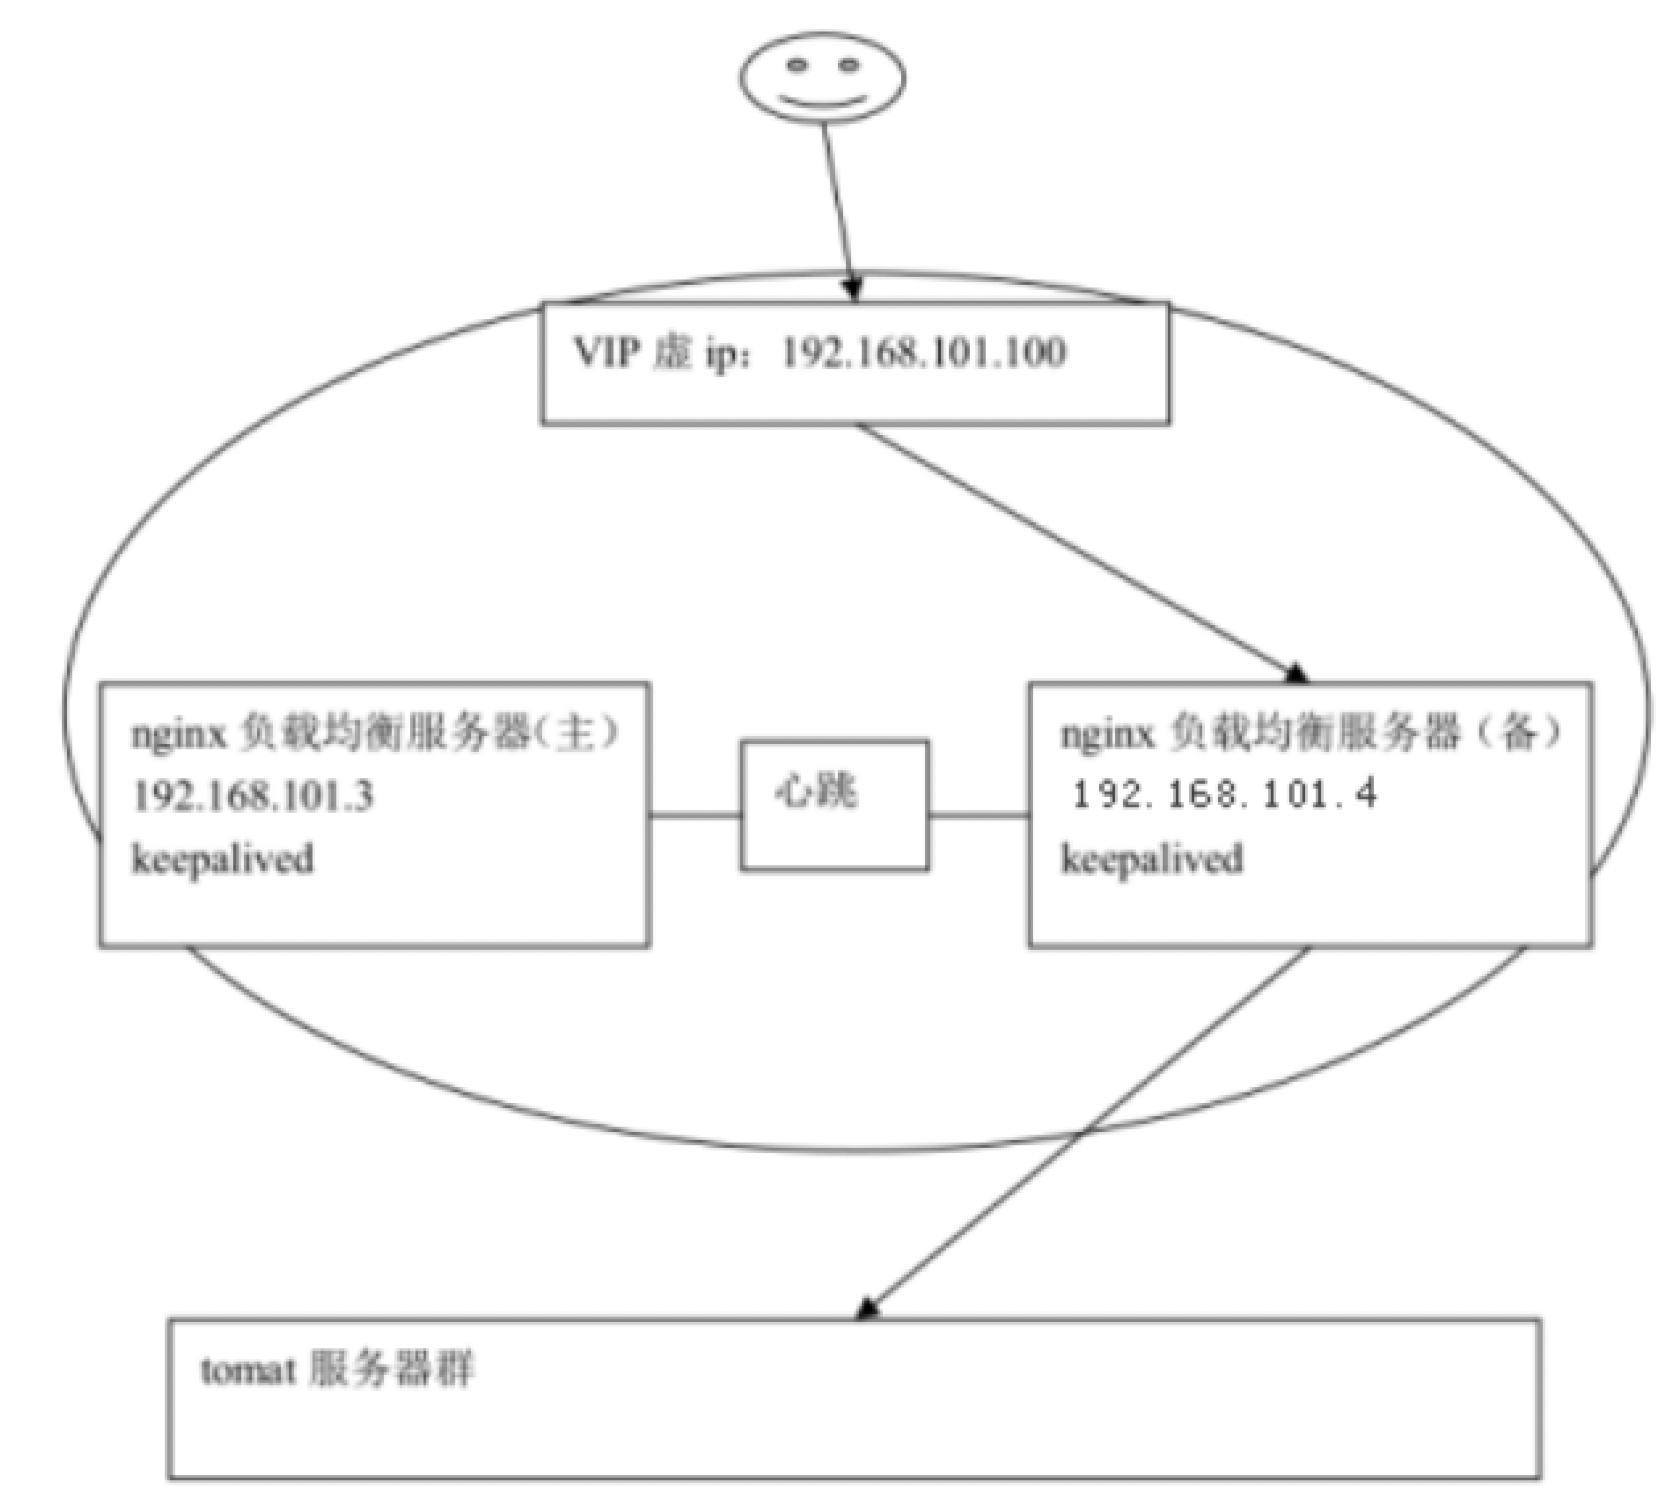 VIP 虚 ip：192.168.101.100
nginx 负载均衡服务器（主）
192.168.101.3
keepalived
心跳
nginx 负载均衡服务器（备）
192.168.101.4
keepalived
tomat 服务器群